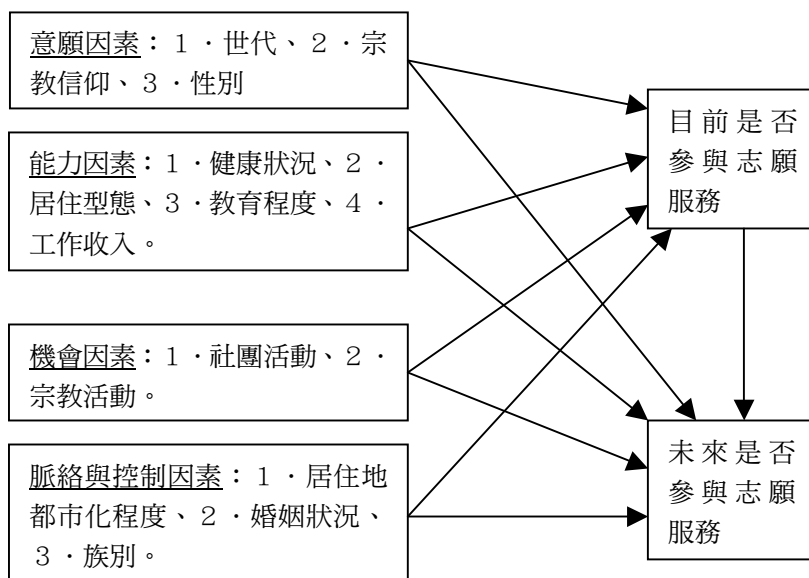 意願因素：１．世代、２．宗
教信仰、３．性別
能力因素：１．健康狀況、２．
居住型態、３．教育程度、４．
工作收入。
機會因素：１．社團活動、２．
宗教活動。
脈絡與控制因素：１．居住地
都市化程度、２．婚姻狀況、
３．族別。
目前是否
參與志願
服務
未來是否
參與志願
服務